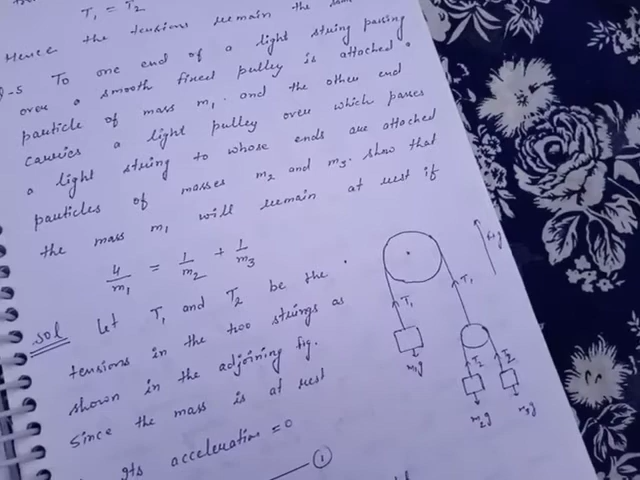 T₁ = T₂
Hence the tensions remain the
-5 To one end of a light string passing
over a smooth fixed pulley is attached a
particle of mass m₁. and the other end
carries a light pulley over which passes
a light string to whose ends are attached
particles of masses m₂ and m₃. Show that
the mass m₁ will remain at rest if
4/m₁ = 1/m₂ + 1/m₃
Sol Let T₁ and T₂ be the
tensions in the two strings as
shown in the adjoining fig.
Since the mass is at rest
Its acceleration = 0
①
T₁
T₁
m₁g
T₂
T₂
m₂g
m₃g